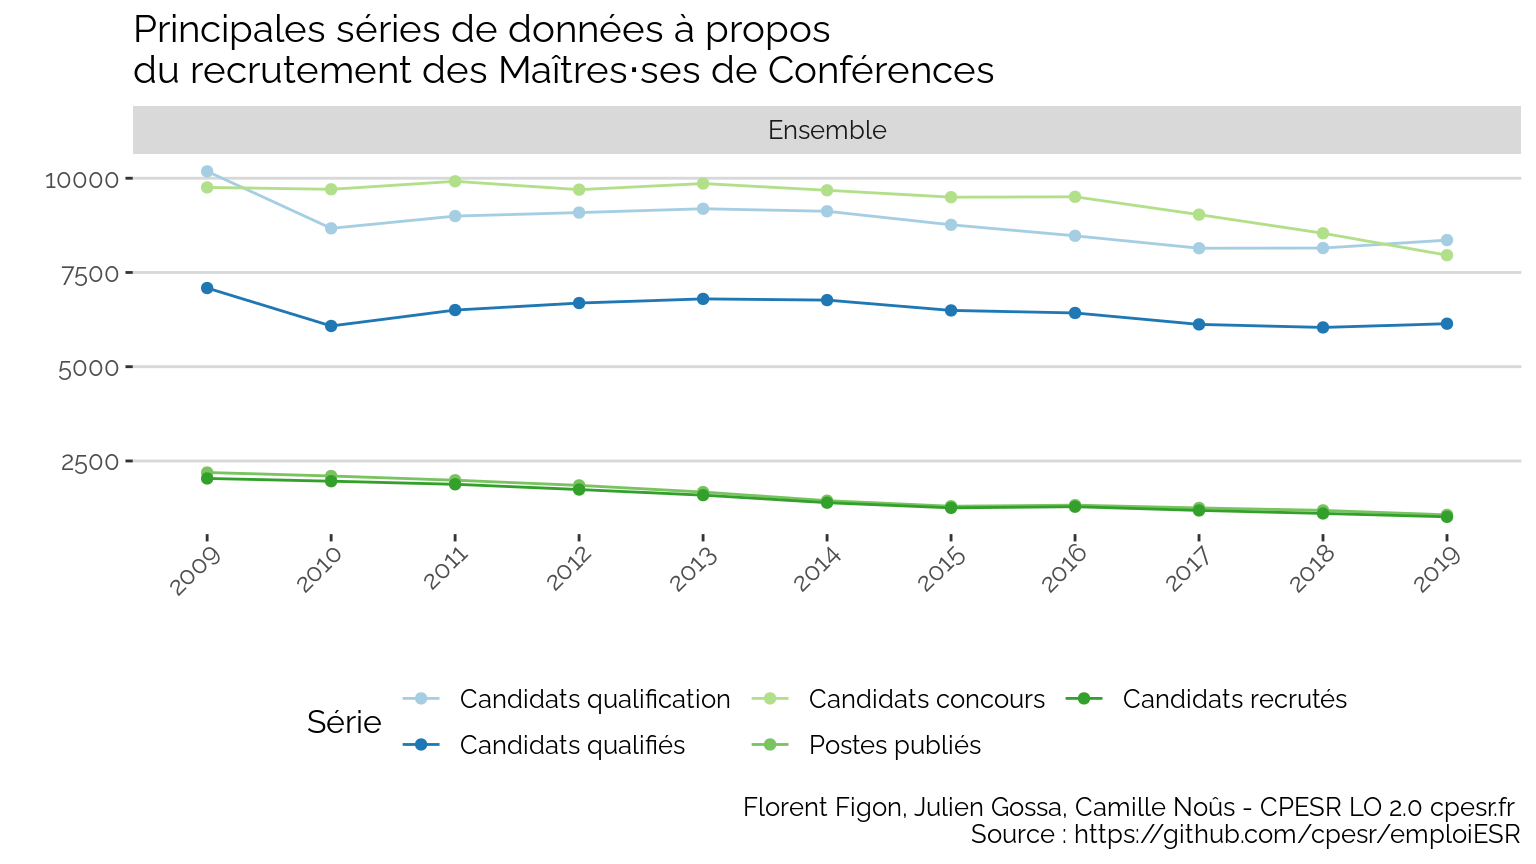 Principales séries de données à propos
du recrutement des Maîtres·ses de Conférences
Ensemble
10000
7500
5000
2500
2009 2010 2011 2012 2013 2014 2015 2016 2017 2018 2019
Série
Candidats qualification Candidats concours Candidats recrutés
Candidats qualifiés Postes publiés
Florent Figon, Julien Gossa, Camille Noûs - CPESR LO 2.0 cpesr.fr
Source : https://github.com/cpesr/emploiESR